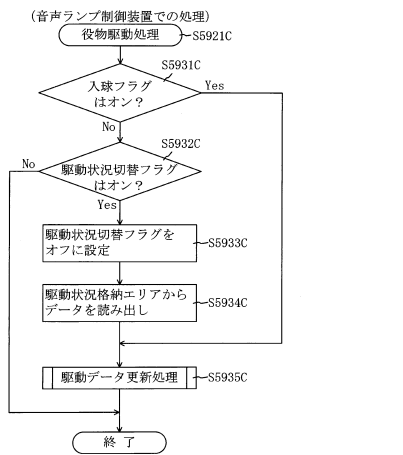 (音声ランプ制御装置での処理)
役物駆動処理
S5921C
S5931C
入球フラグ
はオン？
Yes
No
S5932C
No
駆動状況切替フラグ
はオン？
Yes
駆動状況切替フラグを
オフに設定
S5933C
駆動状況格納エリアから
データを読み出し
S5934C
駆動データ更新処理
S5935C
終了